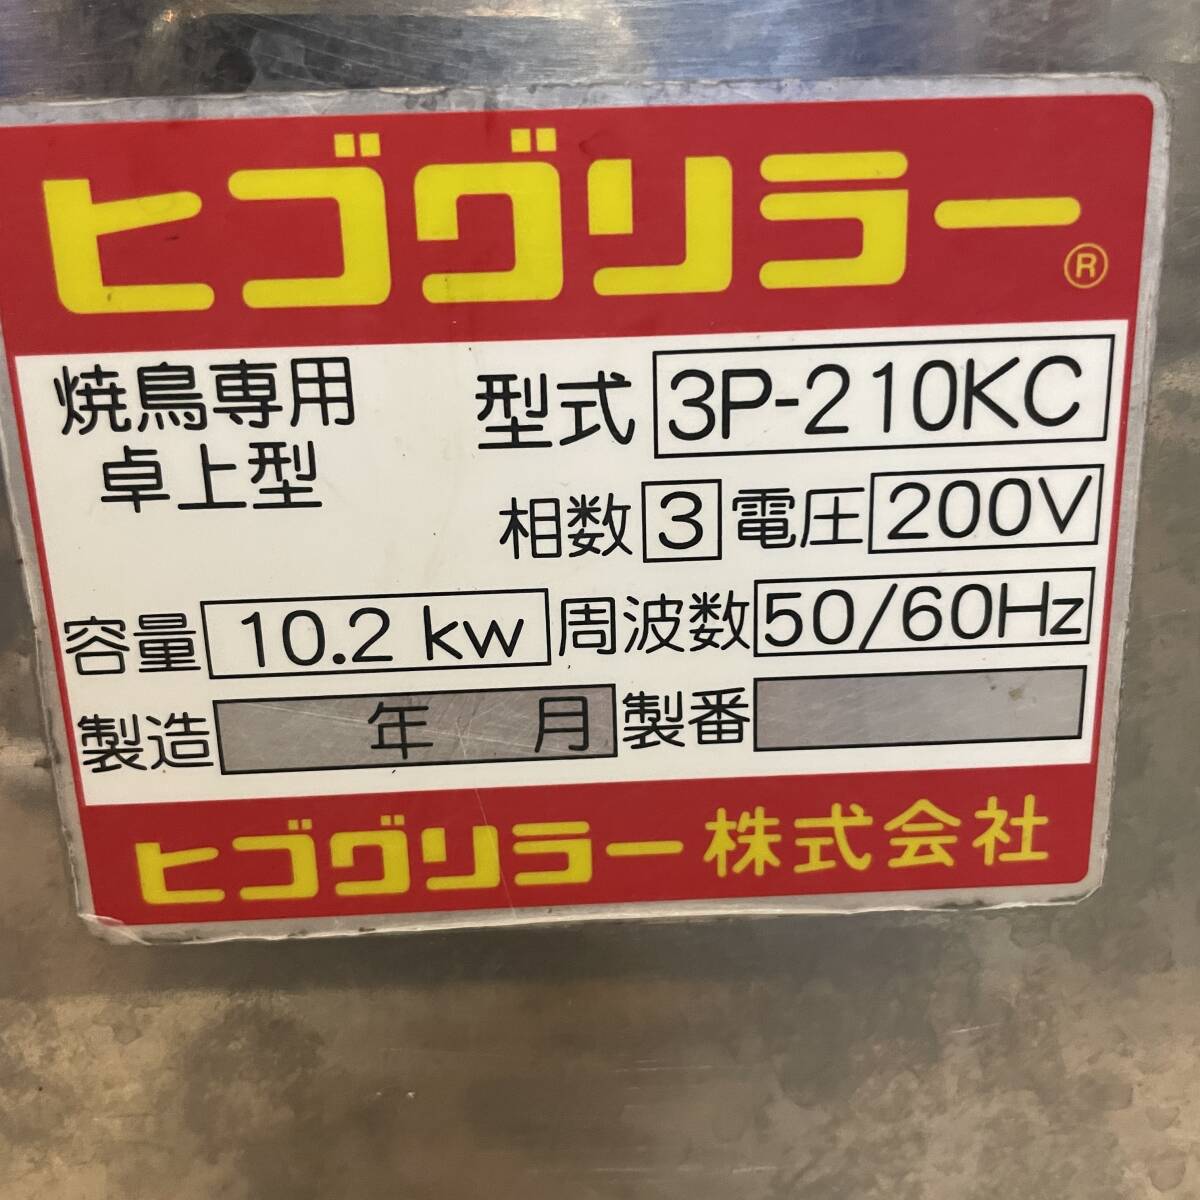 ヒゴグリラー®
焼鳥専用 型式 3P-210KC
卓上型
相数 3 電圧 200V
容量 10.2 kw 周波数 50/60Hz
製造 年 月 製番
ヒゴグリラー株式会社